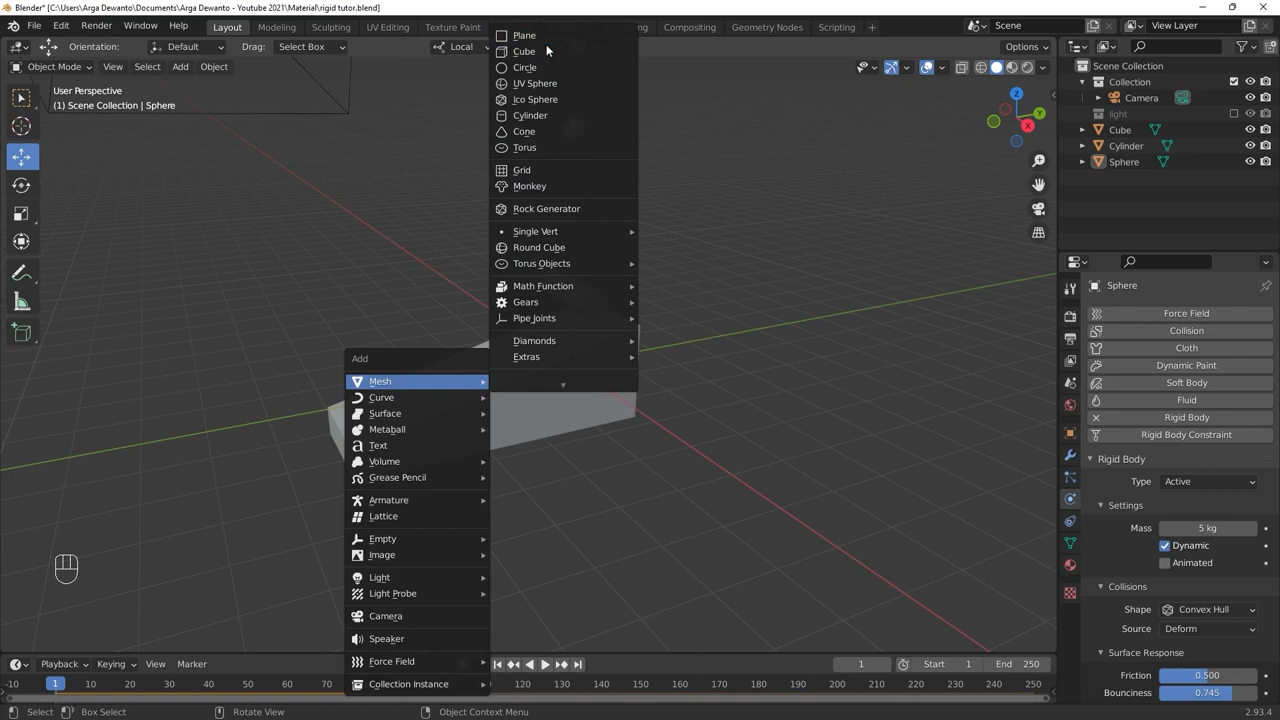 Blender* [C:\Users\Arga Dewanto\Documents\Arga Dewanto - Youtube 2021\Material\rigid tutor.blend]
File Edit Render Window Help Layout Modeling Sculpting UV Editing Texture Paint Compositing Geometry Nodes Scripting + Scene View Layer
Orientation: Default Drag: Select Box Local Options
Object Mode View Select Add Object
User Perspective
(1) Scene Collection | Sphere
Plane
Cube
Circle
UV Sphere
Ico Sphere
Cylinder
Cone
Torus
Grid
Monkey
Rock Generator
Single Vert
Round Cube
Torus Objects
Math Function
Gears
Pipe Joints
Diamonds
Extras
Add
Mesh
Curve
Surface
Metaball
Text
Volume
Grease Pencil
Armature
Lattice
Empty
Image
Light
Light Probe
Camera
Speaker
Force Field
Collection Instance
Z
Y
X
Scene Collection
Collection
Camera
light
Cube
Cylinder
Sphere
Sphere
Force Field
Collision
Cloth
Dynamic Paint
Soft Body
Fluid
Rigid Body
Rigid Body Constraint
Rigid Body
Type Active
Settings
Mass 5 kg
Dynamic
Animated
Collisions
Shape Convex Hull
Source Deform
Surface Response
Friction 0.500
Bounciness 0.745
Playback Keying View Marker 1 Start 1 End 250
-10 1 10 20 30 40 50 60 70 120 130 140 150 160 170 180 190 200 210 220 230 240 250
Select Box Select Rotate View Object Context Menu 2.93.4